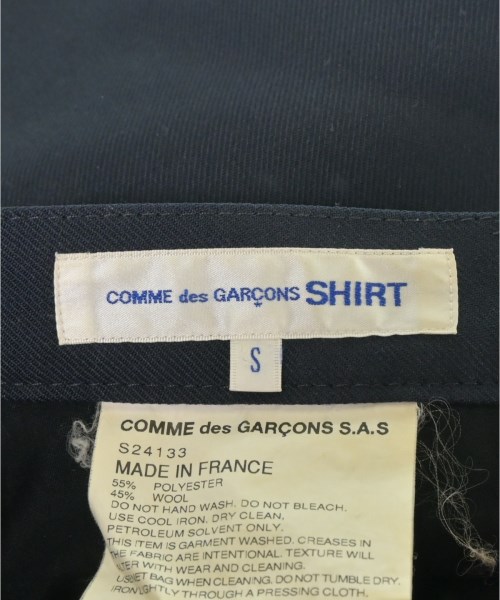 COMME des GARÇONS SHIRT
S
COMME des GARÇONS S.A.S
S24133
MADE IN FRANCE
55% POLYESTER
45% WOOL
DO NOT HAND WASH. DO NOT BLEACH.
USE COOL IRON. DRY CLEAN,
PETROLEUM SOLVENT ONLY.
THIS ITEM IS GARMENT WASHED. CREASES IN
THE FABRIC ARE INTENTIONAL. TEXTURE WILL
WITH WEAR AND CLEANING.
BAG WHEN CLEANING. DO NOT TUMBLE DRY.
IRON LIGHTLY THROUGH A PRESSING CLOTH.